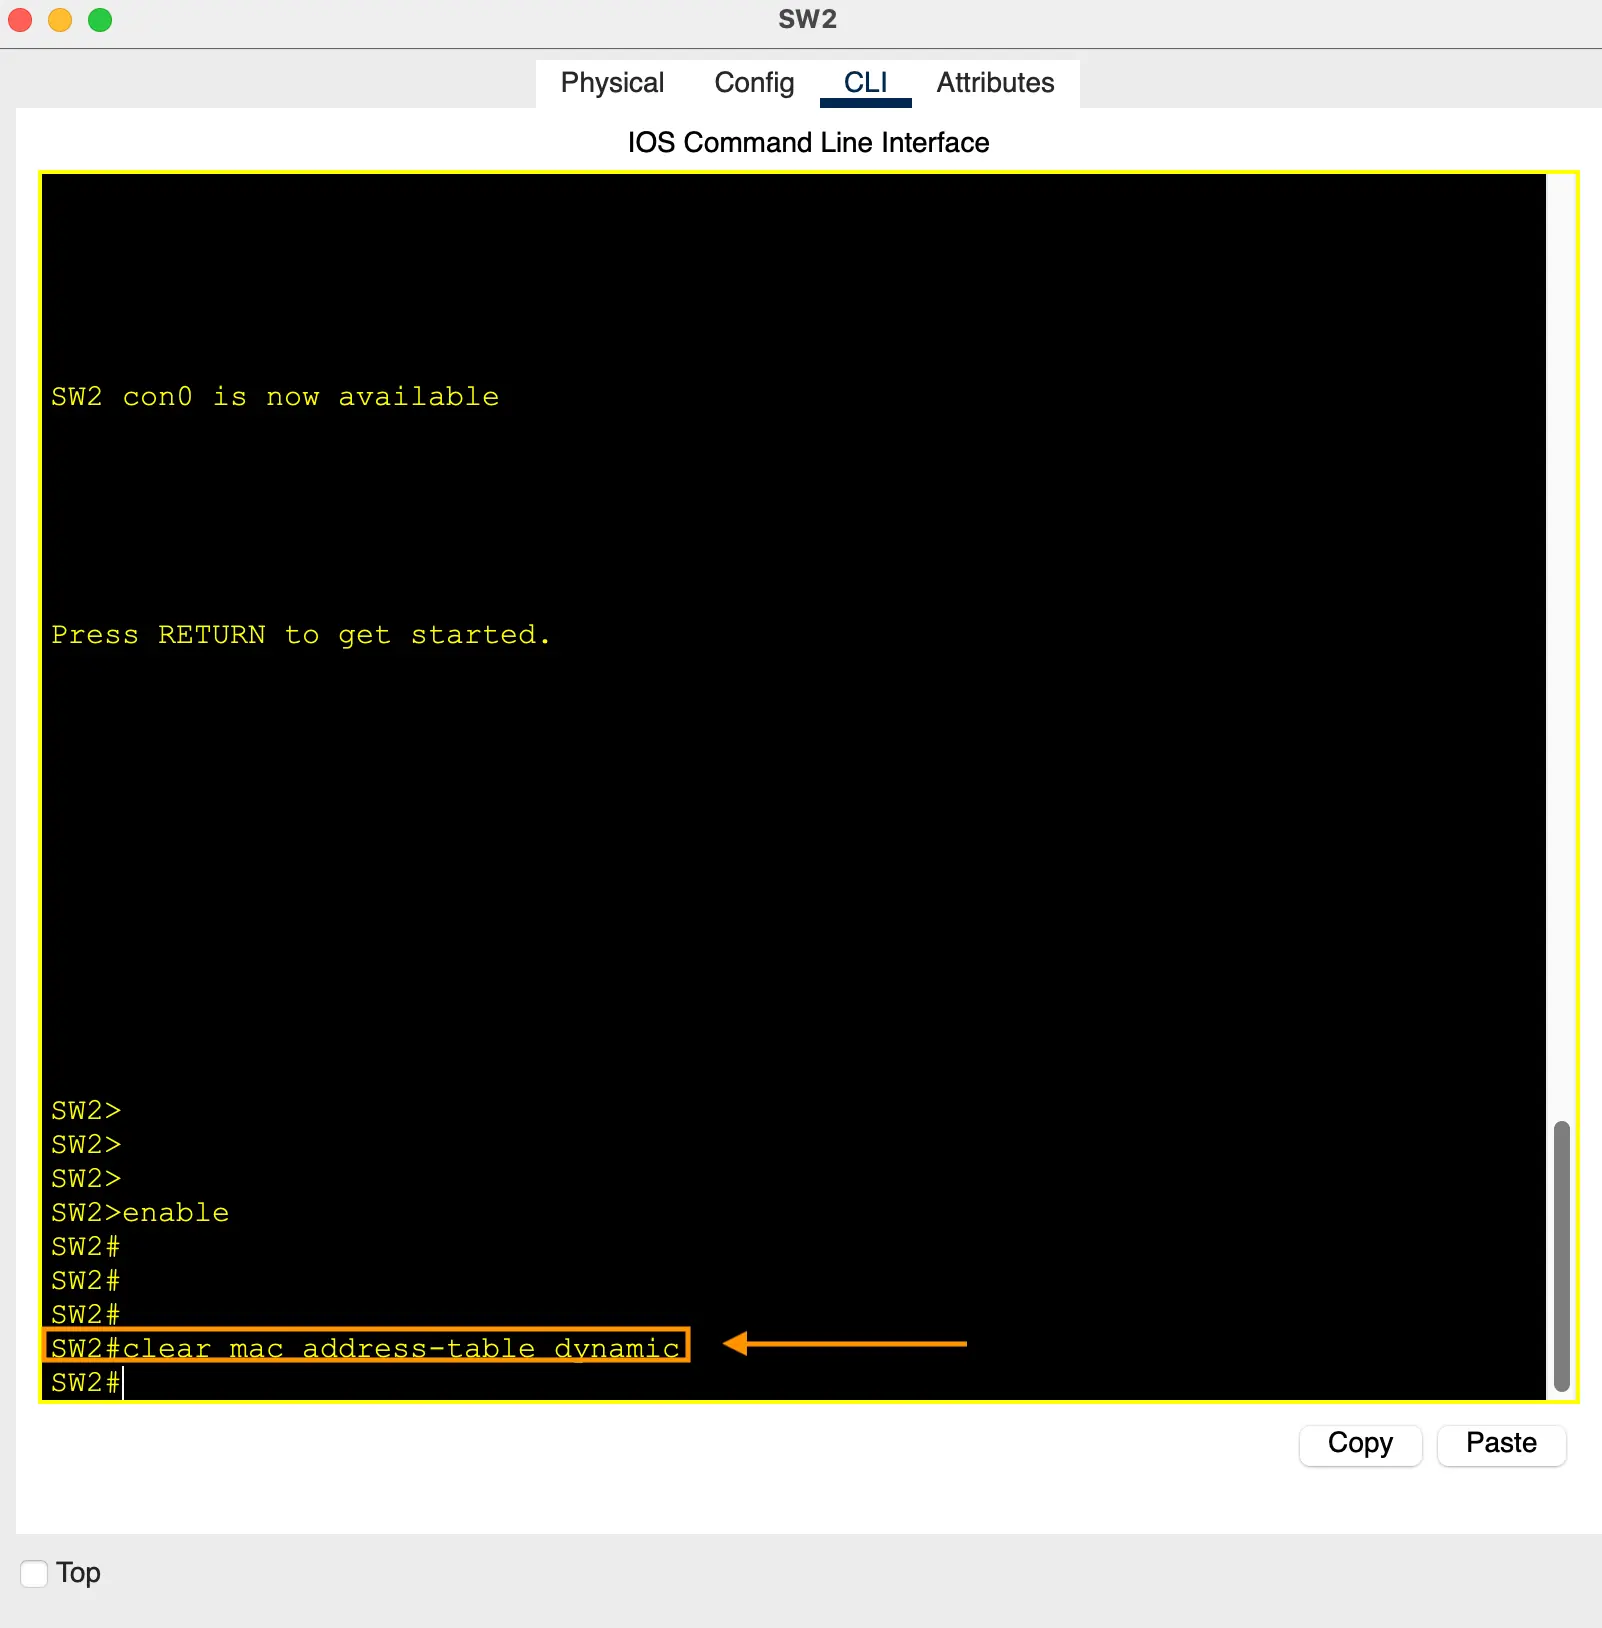 SW2
Physical Config CLI Attributes
IOS Command Line Interface
SW2 con0 is now available
Press RETURN to get started.
SW2>
SW2>
SW2>
SW2>enable
SW2#
SW2#
SW2#
SW2#clear mac address-table dynamic
SW2#
Copy Paste
Top